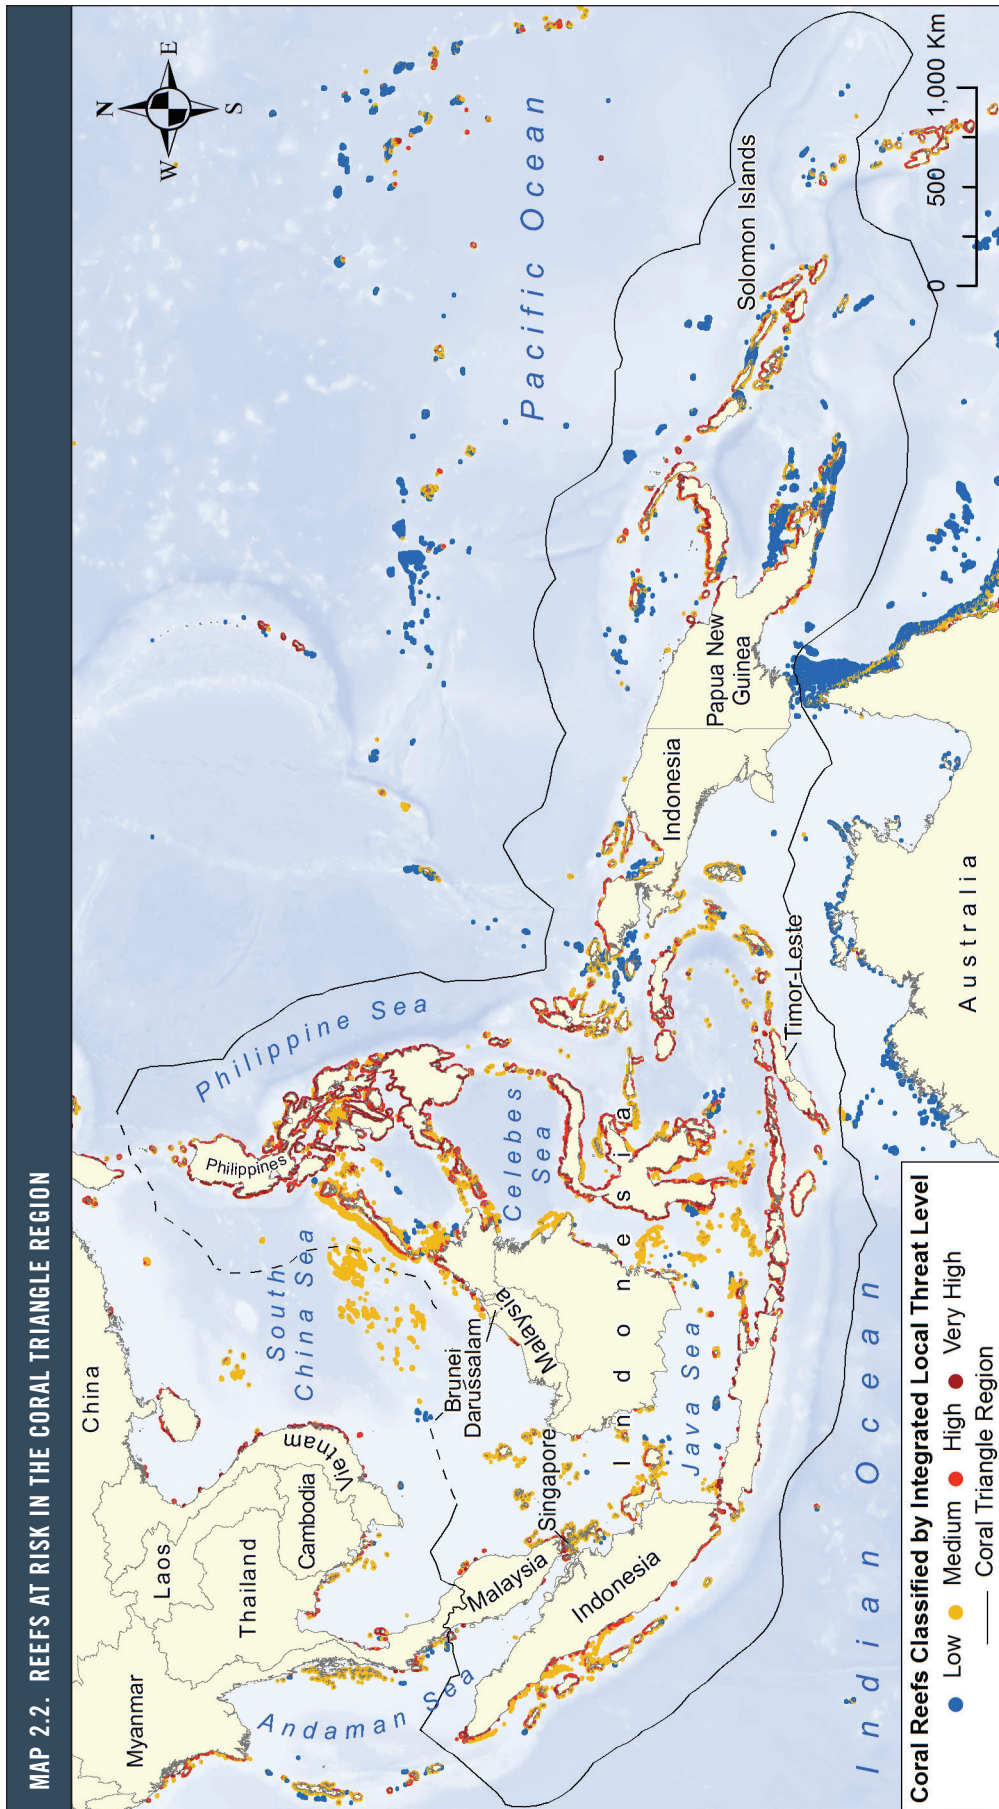 MAP 2.2. REEFS AT RISK IN THE CORAL TRIANGLE REGION
N
W
E
S
China
Myanmar
Laos
Thailand
Cambodia
Vietnam
South
China Sea
Philippines
Philippine Sea
Pacific Ocean
Andaman Sea
Brunei
Darussalam
Malaysia
Malaysia
Singapore
Celebes
Sea
Indonesia
Indonesia
Java Sea
Indonesia
Papua New
Guinea
Solomon Islands
Timor-Leste
Australia
Indian Ocean
0 500 1,000 Km
Coral Reefs Classified by Integrated Local Threat Level
Low Medium High Very High
Coral Triangle Region